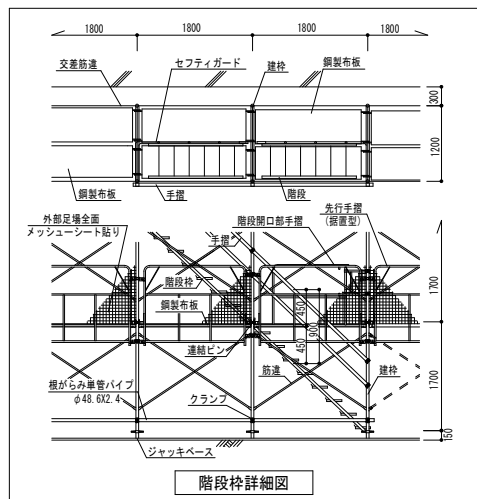 1800 1800 1800 1800
交差筋違
セフティガード
建枠
鋼製布板
300
1200
鋼製布板
手摺
階段
外部足場全面
メッシューシート貼り
階段開口部手摺
手摺
先行手摺
(据置型)
階段枠
鋼製布板
450
900
450
1700
連結ピン
筋違
建枠
1700
根がらみ単管パイプ
φ48.6X2.4
クランプ
150
ジャッキベース
階段枠詳細図